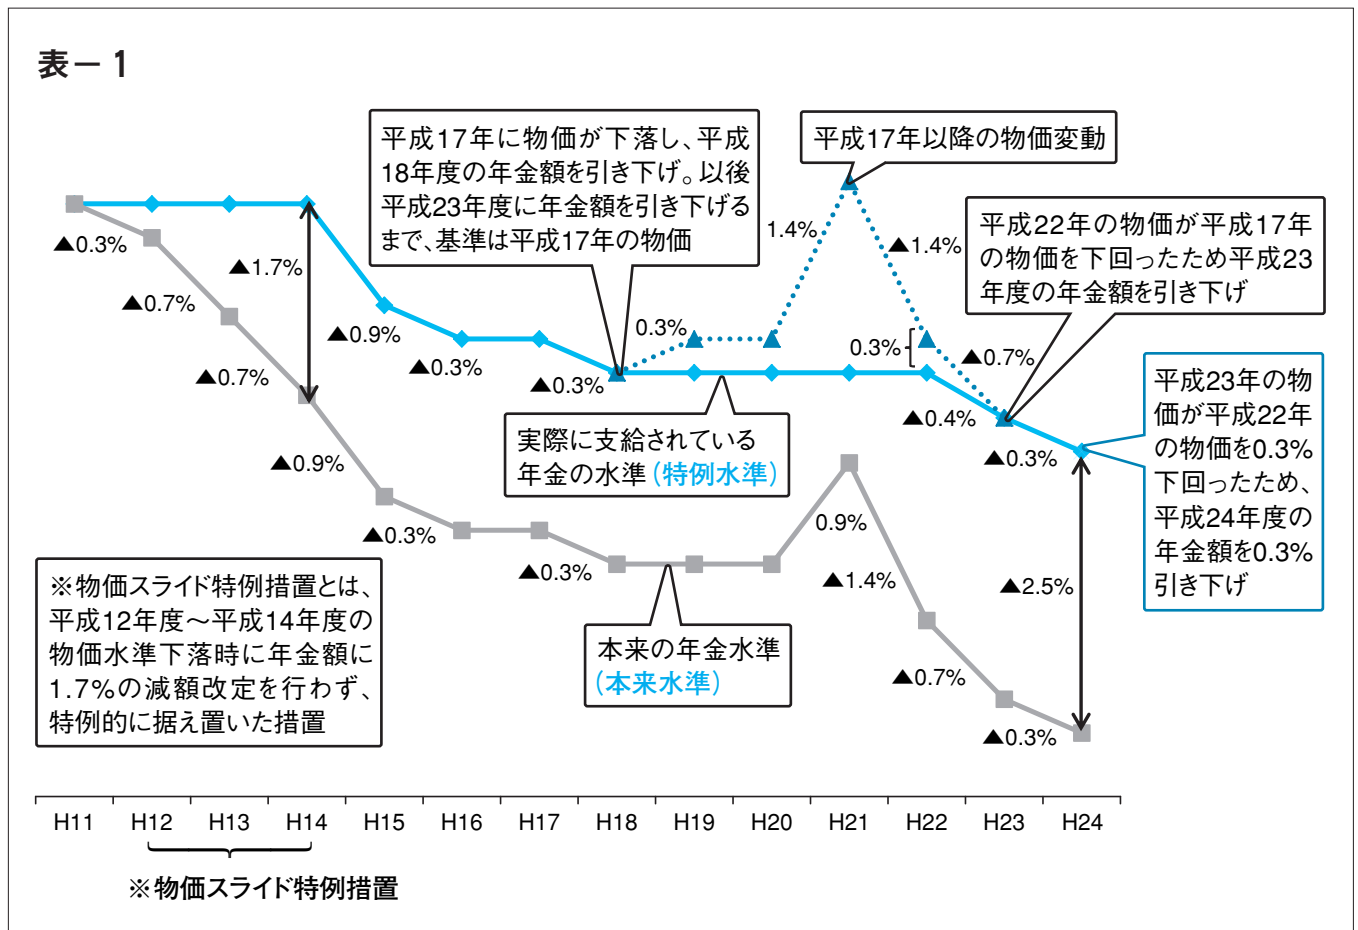 表－1
平成17年に物価が下落し、平成
18年度の年金額を引き下げ。以後
平成23年度に年金額を引き下げる
まで、基準は平成17年の物価
平成17年以降の物価変動
平成22年の物価が平成17年
の物価を下回ったため平成23
年度の年金額を引き下げ
平成23年の物
価が平成22年
の物価を0.3%
下回ったため、
平成24年度の
年金額を0.3%
引き下げ
▲0.3%
▲0.7%
▲0.7%
▲1.7%
▲0.9%
▲0.9%
▲0.3%
▲0.3%
▲0.3%
▲0.3%
0.3%
1.4%
▲1.4%
0.3%
▲0.7%
▲0.4%
▲0.3%
実際に支給されている
年金の水準(特例水準)
0.9%
▲1.4%
▲2.5%
▲0.7%
▲0.3%
本来の年金水準
(本来水準)
※物価スライド特例措置とは、
平成12年度～平成14年度の
物価水準下落時に年金額に
1.7%の減額改定を行わず、
特例的に据え置いた措置
H11 H12 H13 H14 H15 H16 H17 H18 H19 H20 H21 H22 H23 H24
※物価スライド特例措置